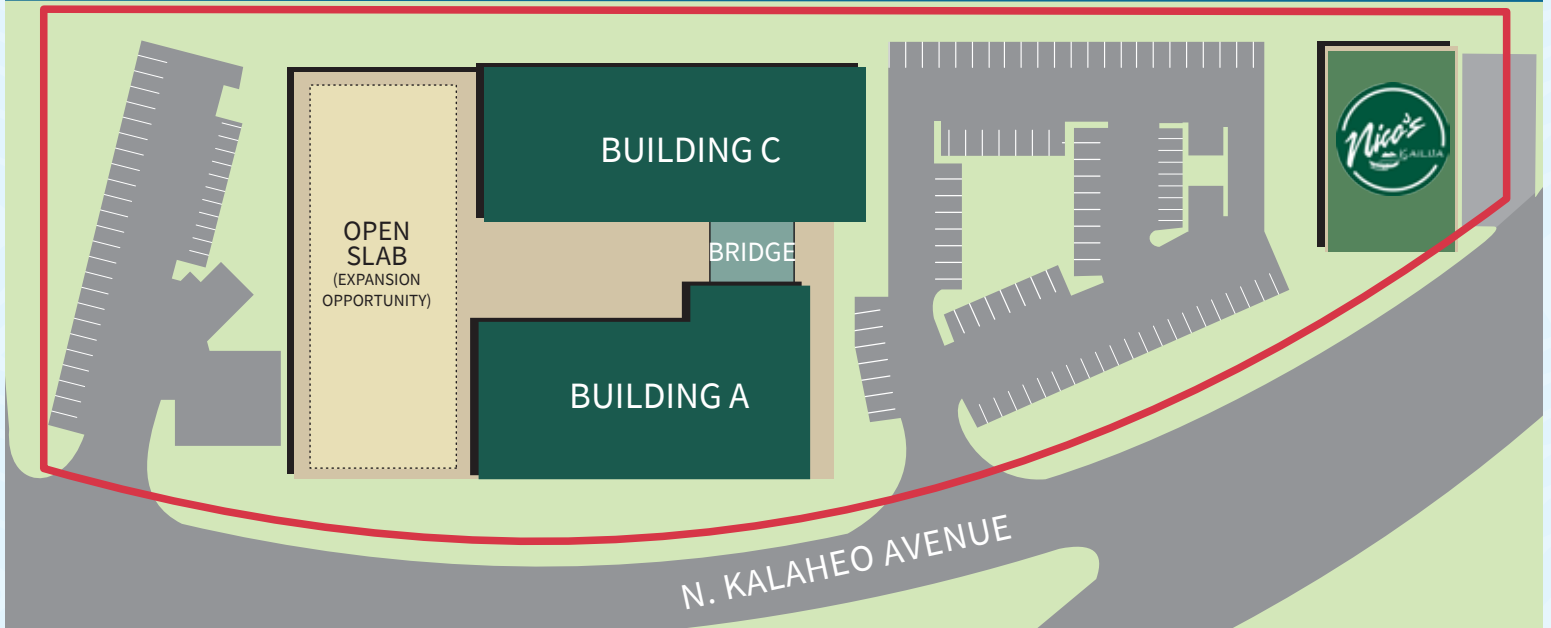 BUILDING C
Nico's
KAILUA
OPEN
SLAB
(EXPANSION
OPPORTUNITY)
BRIDGE
BUILDING A
N. KALAHEO AVENUE